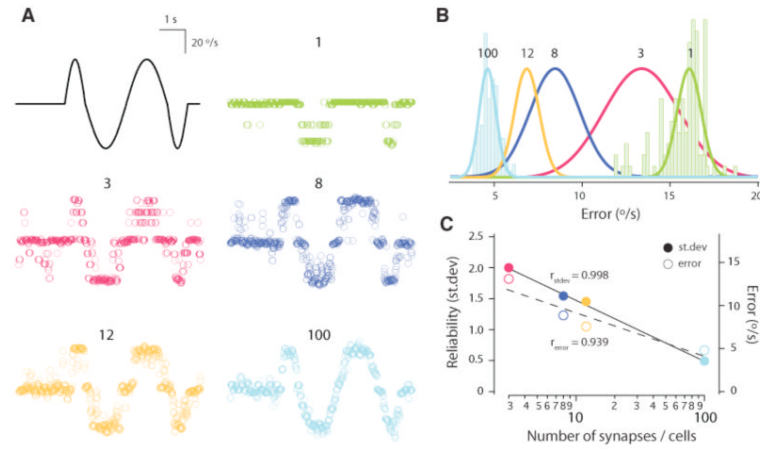 A
1 s
20 º/s
1
3
8
12
100
B
100 12 8 3 1
5 10 15 20
Error (º/s)
C
2.5
2.0
1.5
1.0
0.5
0
Reliability (st.dev)
r stdev = 0.998
r error = 0.939
st.dev
error
15
10
5
0
Error (º/s)
3 4 5 6 7 8 9 10 2 3 4 5 6 7 8 9 100
Number of synapses / cells